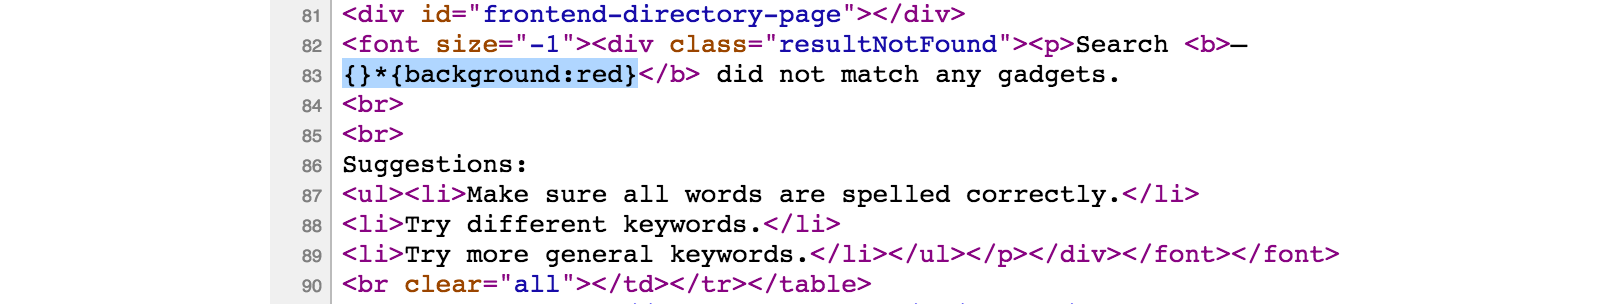 81 <div id="frontend-directory-page"></div>
82 <font size="-1"><div class="resultNotFound"><p>Search <b>—
83 {}*{background:red}</b> did not match any gadgets.
84 <br>
85 <br>
86 Suggestions:
87 <ul><li>Make sure all words are spelled correctly.</li>
88 <li>Try different keywords.</li>
89 <li>Try more general keywords.</li></ul></p></div></font></font>
90 <br clear="all"></td></tr></table>